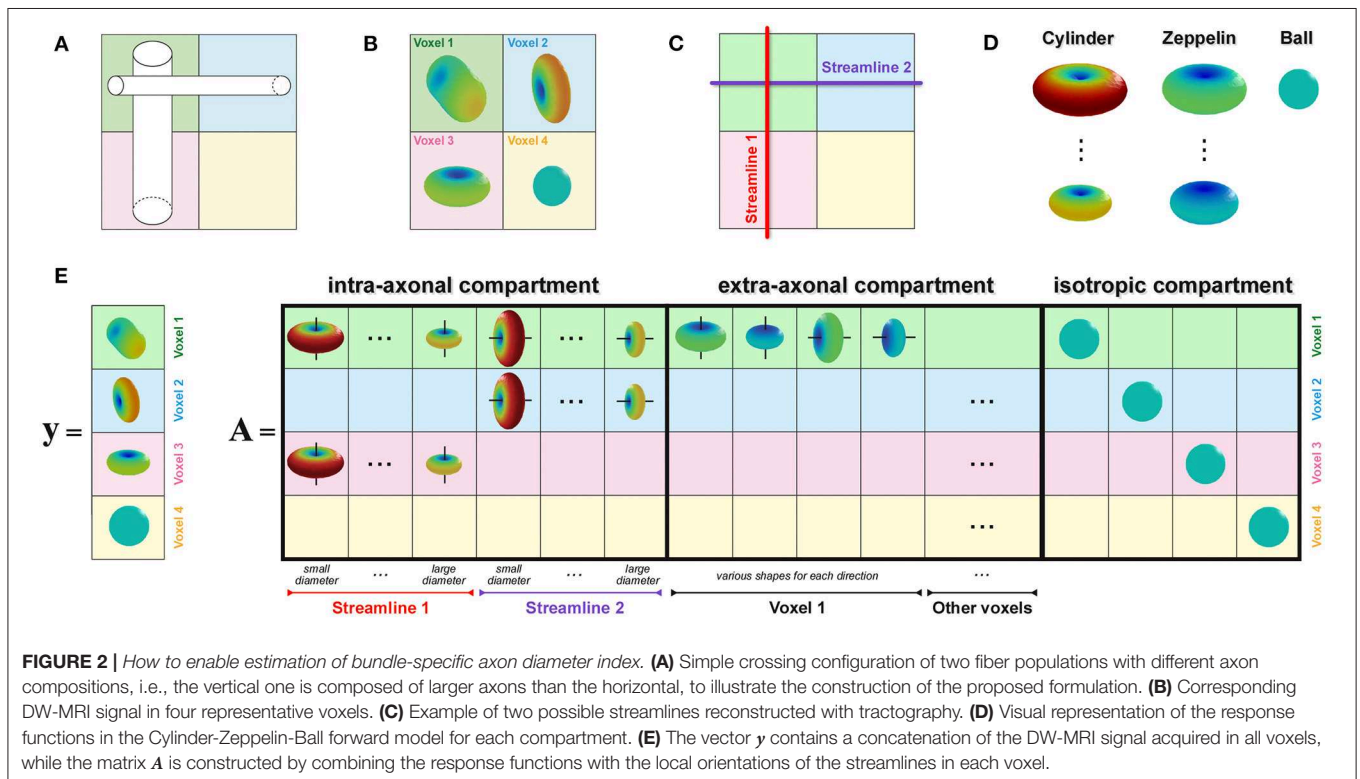 A
B
Voxel 1
Voxel 2
Voxel 3
Voxel 4
C
Streamline 2
Streamline 1
D
Cylinder Zeppelin Ball
⋮ ⋮
E
intra-axonal compartment extra-axonal compartment isotropic compartment
y =
Voxel 1
Voxel 2
Voxel 3
Voxel 4
A =
... ...
... ...
... ...
...
Voxel 1
Voxel 2
Voxel 3
Voxel 4
small diameter ... large diameter small diameter ... large diameter various shapes for each direction ...
Streamline 1 Streamline 2 Voxel 1 Other voxels
FIGURE 2 | How to enable estimation of bundle-specific axon diameter index. (A) Simple crossing configuration of two fiber populations with different axon
compositions, i.e., the vertical one is composed of larger axons than the horizontal, to illustrate the construction of the proposed formulation. (B) Corresponding
DW-MRI signal in four representative voxels. (C) Example of two possible streamlines reconstructed with tractography. (D) Visual representation of the response
functions in the Cylinder-Zeppelin-Ball forward model for each compartment. (E) The vector y contains a concatenation of the DW-MRI signal acquired in all voxels,
while the matrix A is constructed by combining the response functions with the local orientations of the streamlines in each voxel.